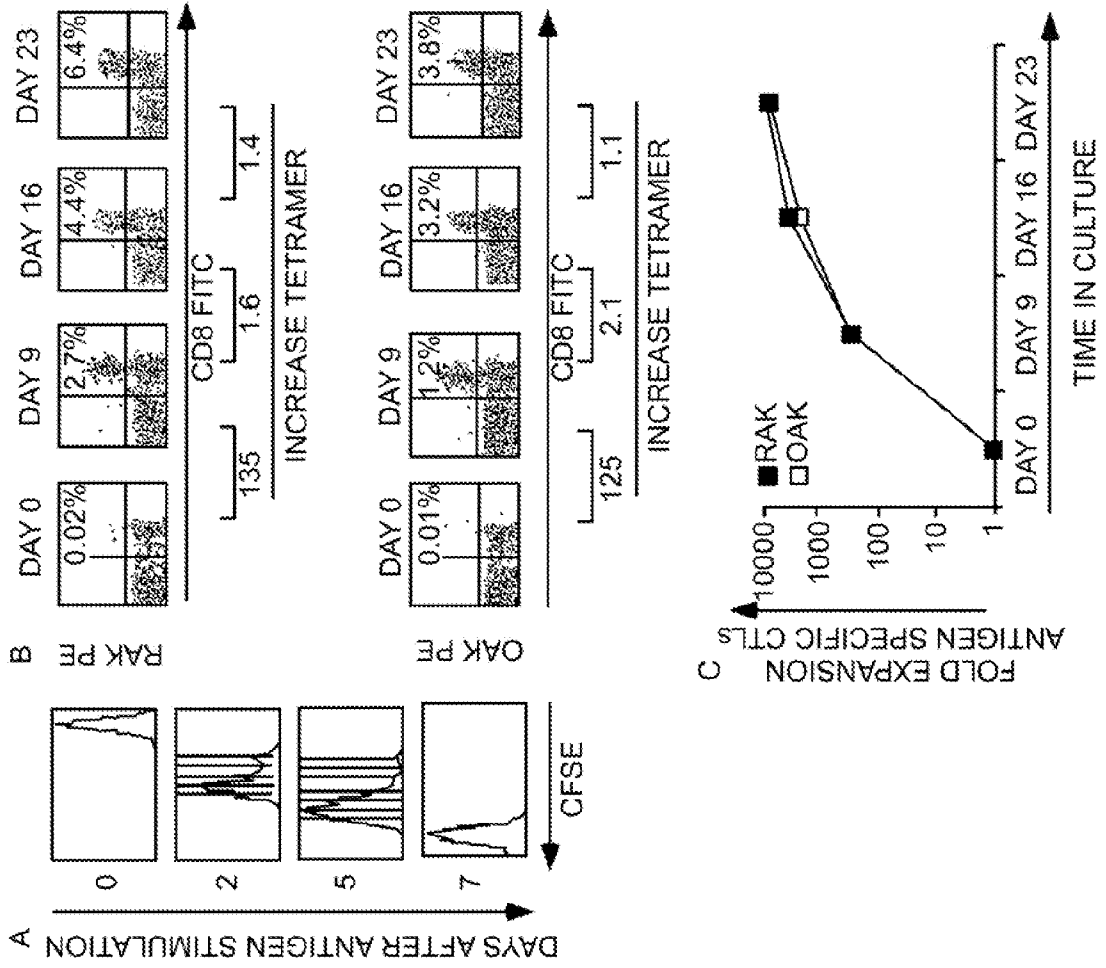 A
DAYS AFTER ANTIGEN STIMULATION
0
2
5
7
CFSE
B
DAY 0 DAY 9 DAY 16 DAY 23
RAK PE
0.02% 2.7% 4.4% 6.4%
CD8 FITC
135 1.6 1.4
INCREASE TETRAMER
DAY 0 DAY 9 DAY 16 DAY 23
OAK PE
0.01% 1.2% 3.2% 3.8%
CD8 FITC
125 2.1 1.1
INCREASE TETRAMER
C
FOLD EXPANSION
ANTIGEN SPECIFIC CTLs
10000
1000
100
10
1
RAK
OAK
DAY 0 DAY 9 DAY 16 DAY 23
TIME IN CULTURE